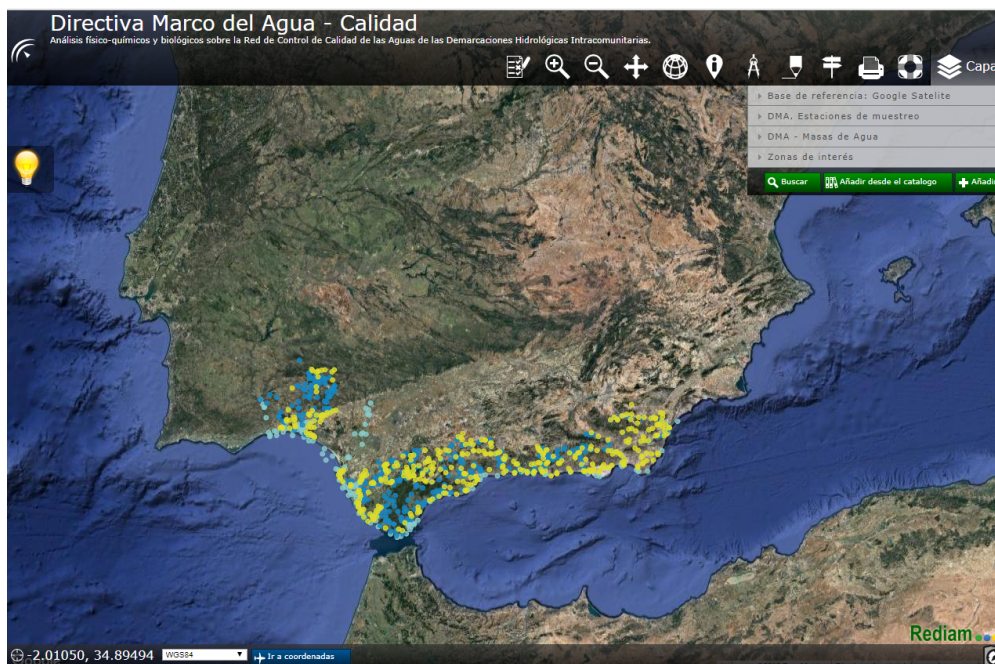 Directiva Marco del Agua - Calidad
Análisis físico-químicos y biológicos sobre la Red de Control de Calidad de las Aguas de las Demarcaciones Hidrológicas Intracomunitarias.
Capa
Base de referencia: Google Satelite
DMA. Estaciones de muestreo
DMA - Masas de Agua
Zonas de interés
Buscar Añadir desde el catalogo Añadir
Rediam
-2.01050, 34.89494 WGS84 Ir a coordenadas